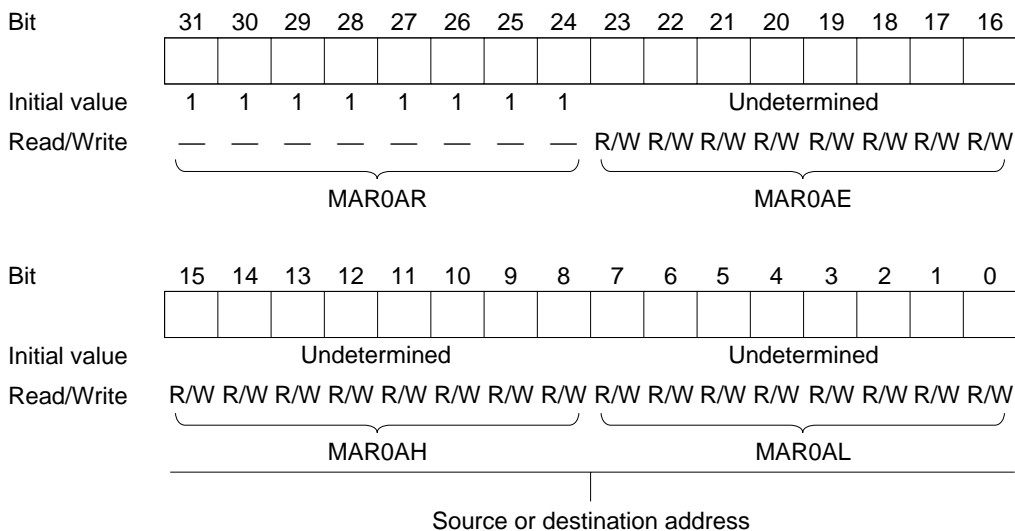 Bit 31 30 29 28 27 26 25 24 23 22 21 20 19 18 17 16
Initial value 1 1 1 1 1 1 1 1 Undetermined
Read/Write — — — — — — — — R/W R/W R/W R/W R/W R/W R/W R/W
MAR0AR MAR0AE
Bit 15 14 13 12 11 10 9 8 7 6 5 4 3 2 1 0
Initial value Undetermined Undetermined
Read/Write R/W R/W R/W R/W R/W R/W R/W R/W R/W R/W R/W R/W R/W R/W R/W R/W
MAR0AH MAR0AL
Source or destination address